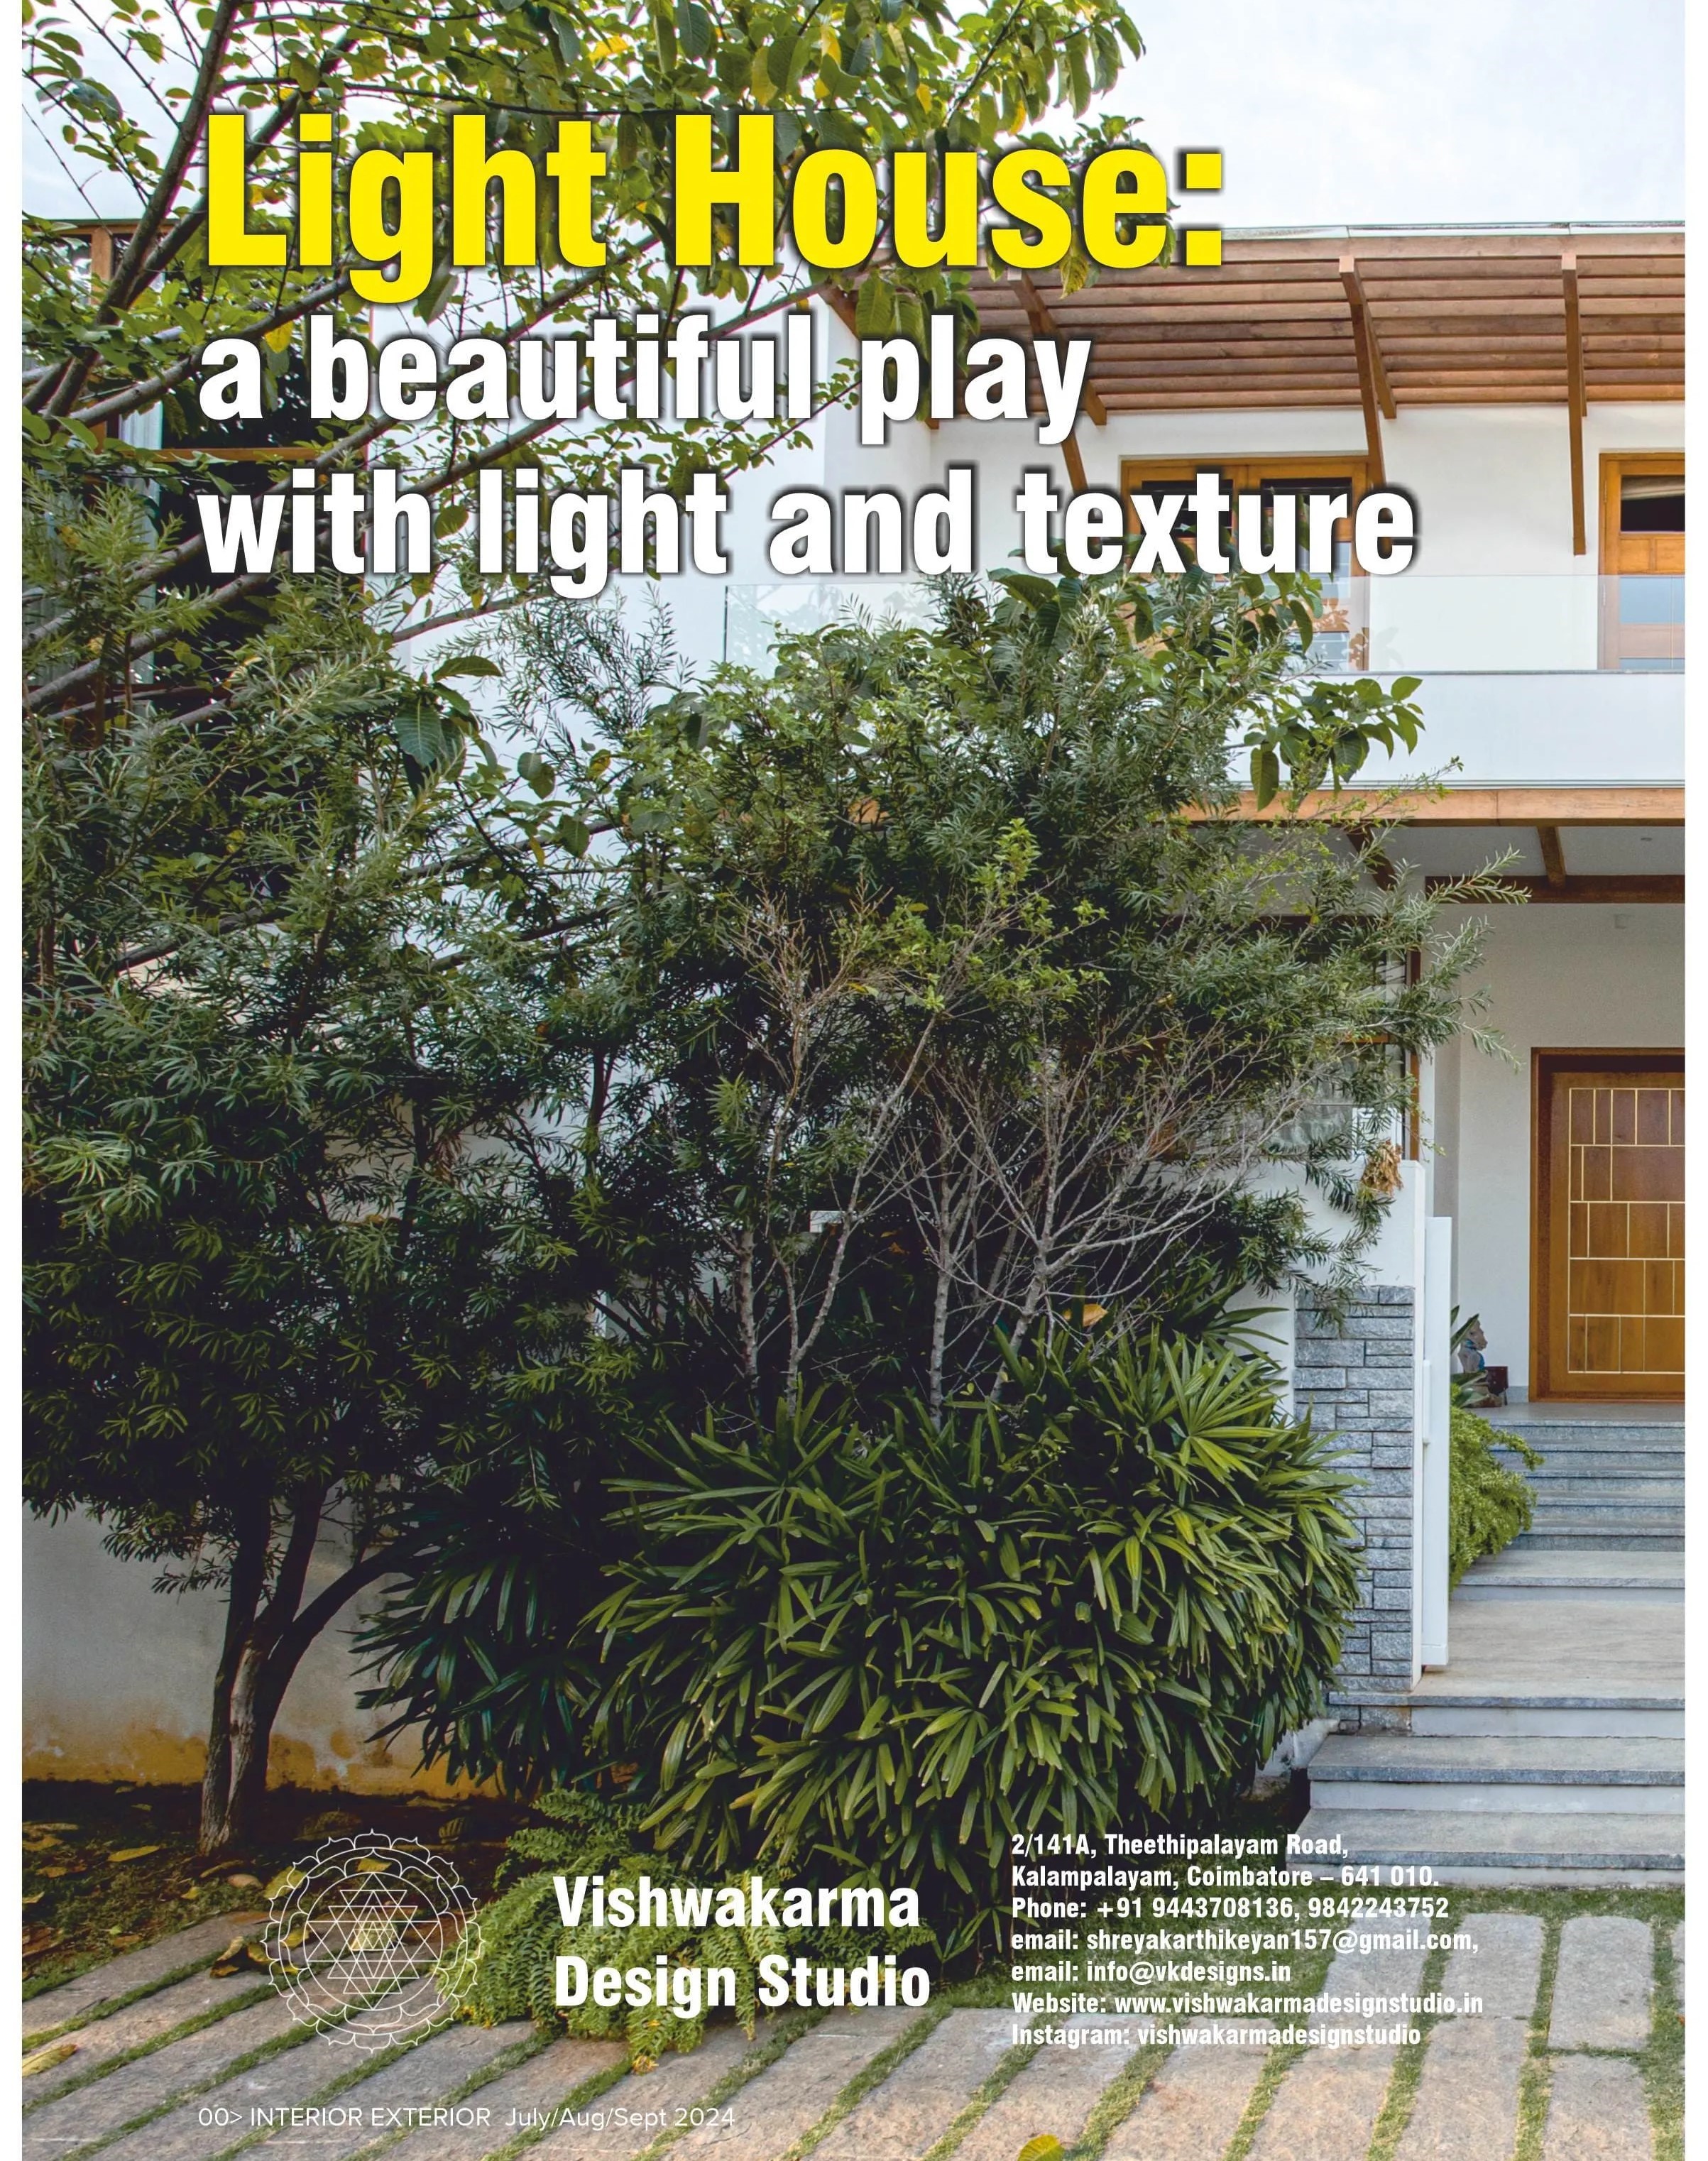 Light House:
a beautiful play
with light and texture
Vishwakarma
Design Studio
2/141A, Theethipalayam Road,
Kalampalayam, Coimbatore – 641 010.
Phone: +91 9443708136, 9842243752
email: shreyakarthikeyan157@gmail.com,
email: info@vkdesigns.in
Website: www.vishwakarmadesignstudio.in
Instagram: vishwakarmadesignstudio
00> INTERIOR EXTERIOR July/Aug/Sept 2024